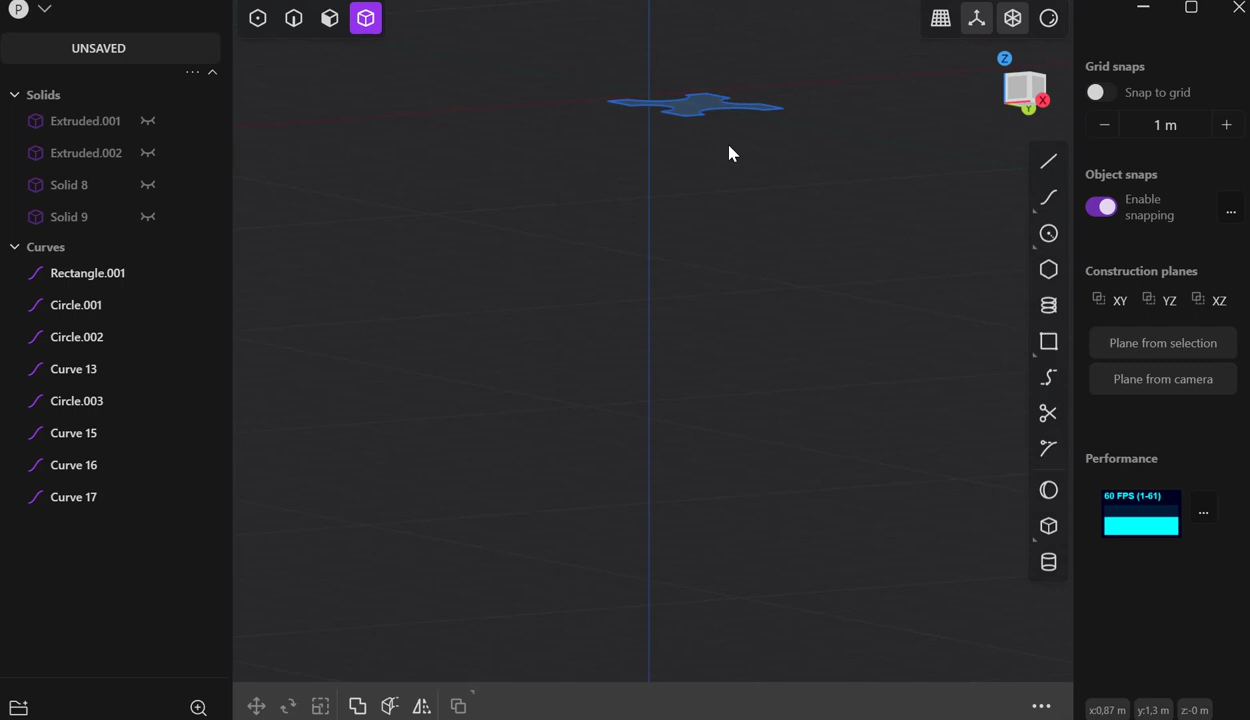 P
UNSAVED
Solids
Extruded.001
Extruded.002
Solid 8
Solid 9
Curves
Rectangle.001
Circle.001
Circle.002
Curve 13
Circle.003
Curve 15
Curve 16
Curve 17
Z
X
Y
Grid snaps
Snap to grid
1 m
Object snaps
Enable
snapping
Construction planes
XY YZ XZ
Plane from selection
Plane from camera
Performance
60 FPS (1-61)
x:0,87 m y:1,3 m z:-0 m